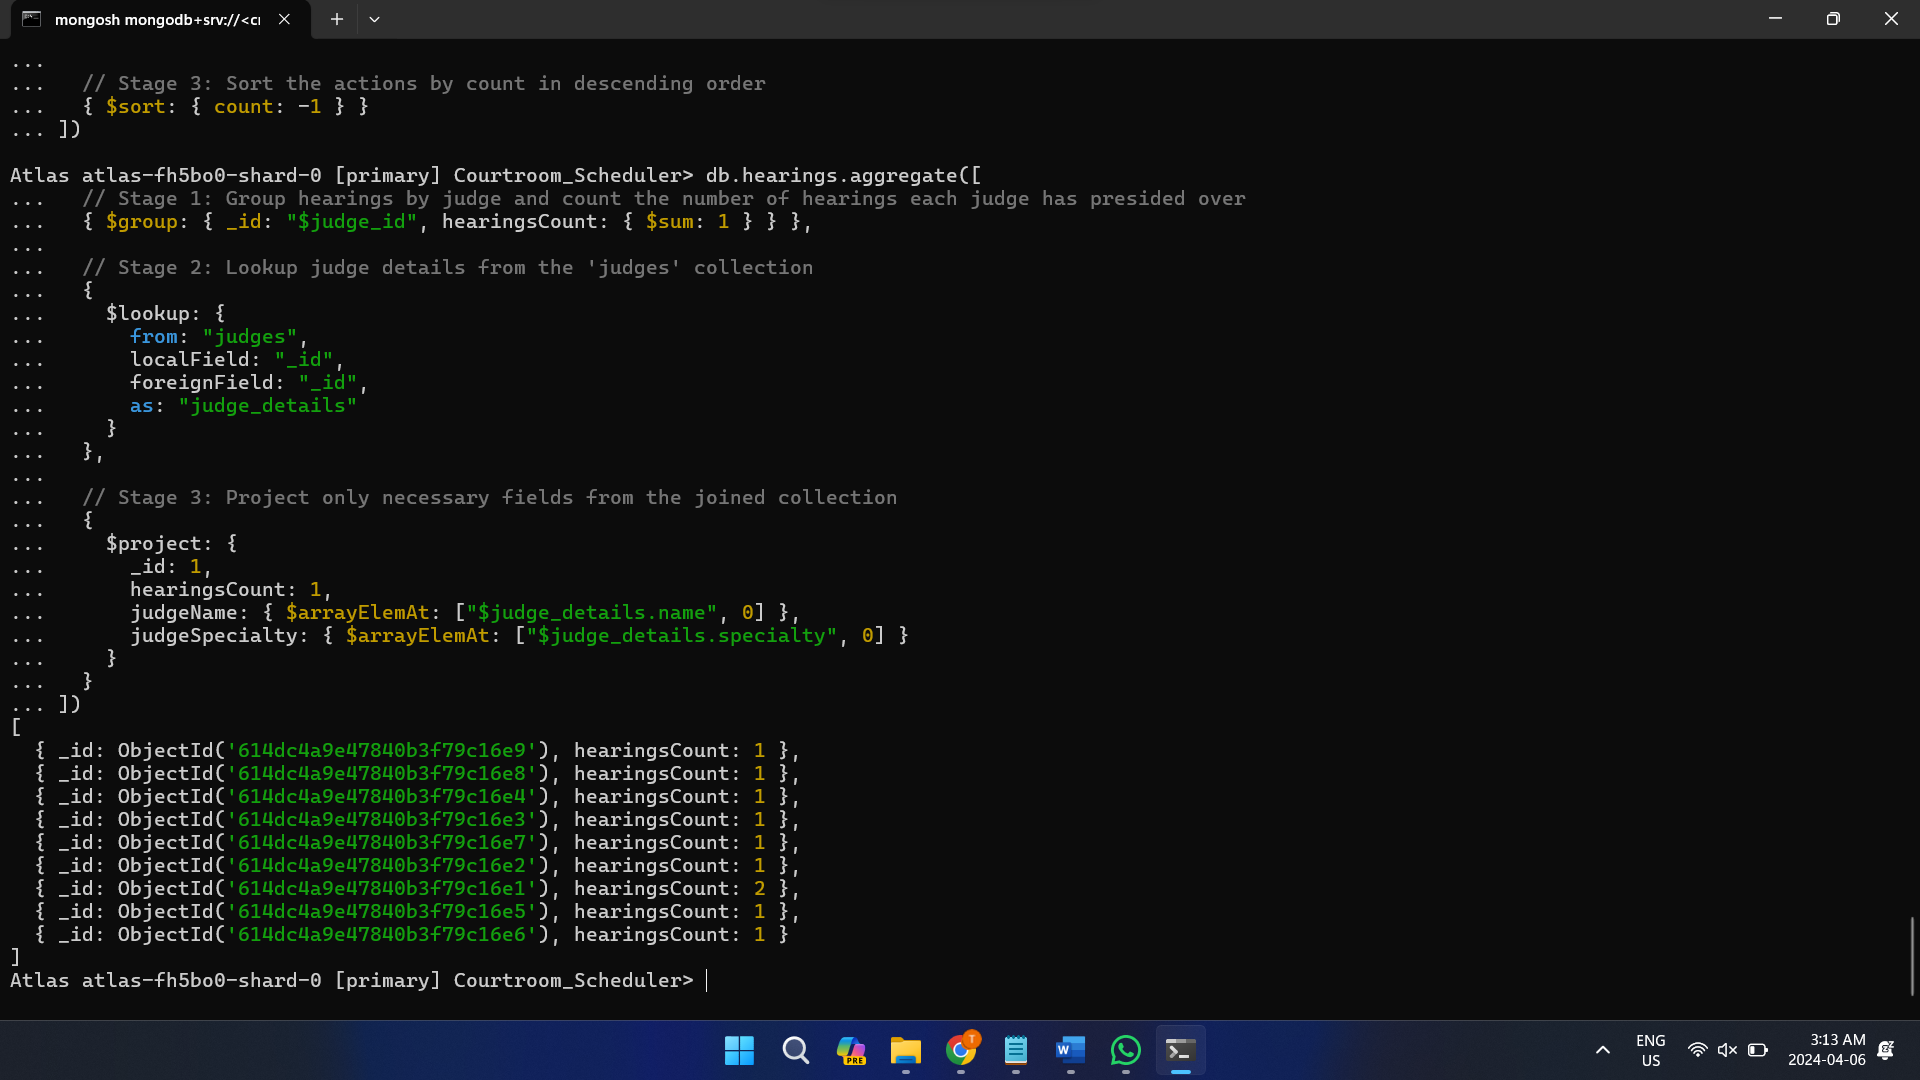 mongosh mongodb+srv://<cr
...
...   // Stage 3: Sort the actions by count in descending order
...   { $sort: { count: -1 } }
... ])
Atlas atlas-fh5bo0-shard-0 [primary] Courtroom_Scheduler> db.hearings.aggregate([
...   // Stage 1: Group hearings by judge and count the number of hearings each judge has presided over
...   { $group: { _id: "$judge_id", hearingsCount: { $sum: 1 } } },
...
...   // Stage 2: Lookup judge details from the 'judges' collection
...   {
...     $lookup: {
...       from: "judges",
...       localField: "_id",
...       foreignField: "_id",
...       as: "judge_details"
...     }
...   },
...
...   // Stage 3: Project only necessary fields from the joined collection
...   {
...     $project: {
...       _id: 1,
...       hearingsCount: 1,
...       judgeName: { $arrayElemAt: ["$judge_details.name", 0] },
...       judgeSpecialty: { $arrayElemAt: ["$judge_details.specialty", 0] }
...     }
...   }
... ])
[
  { _id: ObjectId('614dc4a9e47840b3f79c16e9'), hearingsCount: 1 },
  { _id: ObjectId('614dc4a9e47840b3f79c16e8'), hearingsCount: 1 },
  { _id: ObjectId('614dc4a9e47840b3f79c16e4'), hearingsCount: 1 },
  { _id: ObjectId('614dc4a9e47840b3f79c16e3'), hearingsCount: 1 },
  { _id: ObjectId('614dc4a9e47840b3f79c16e7'), hearingsCount: 1 },
  { _id: ObjectId('614dc4a9e47840b3f79c16e2'), hearingsCount: 1 },
  { _id: ObjectId('614dc4a9e47840b3f79c16e1'), hearingsCount: 2 },
  { _id: ObjectId('614dc4a9e47840b3f79c16e5'), hearingsCount: 1 },
  { _id: ObjectId('614dc4a9e47840b3f79c16e6'), hearingsCount: 1 }
]
Atlas atlas-fh5bo0-shard-0 [primary] Courtroom_Scheduler>
PRE
T
W
ENG
US
3:13 AM
2024-04-06